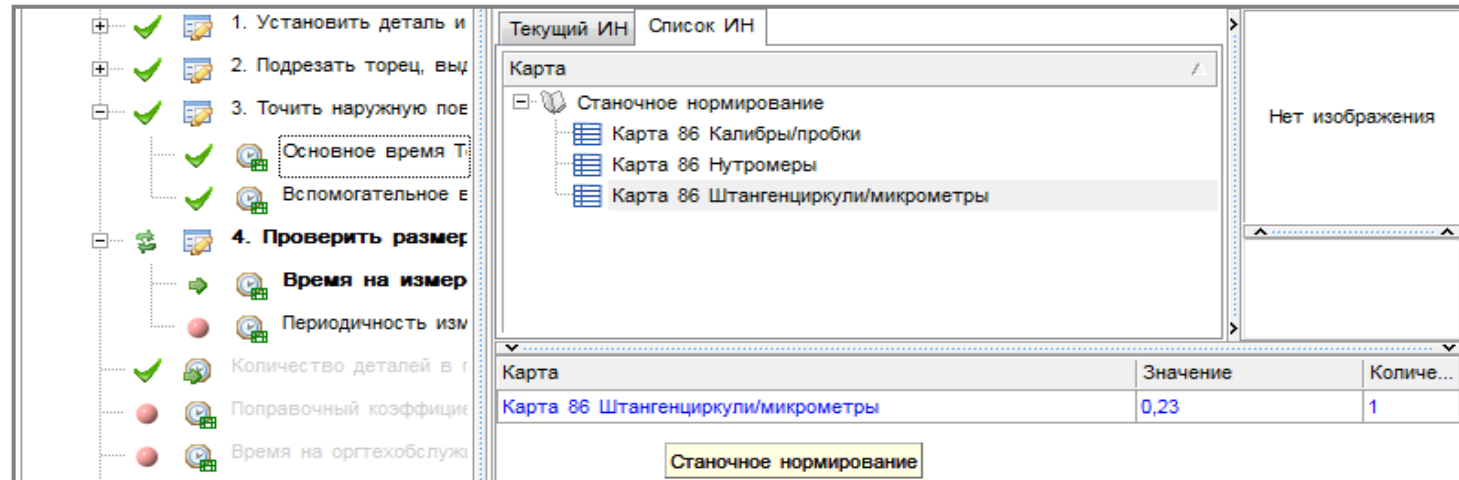 1. Установить деталь и
2. Подрезать торец, выд
3. Точить наружную пов
Основное время То
Вспомогательное в
4. Проверить размер
Время на измер
Периодичность изм
Количество деталей в п
Поправочный коэффицие
Время на оргтехобслужи
Текущий ИН Список ИН
Карта
Станочное нормирование
Карта 86 Калибры/пробки
Карта 86 Нутромеры
Карта 86 Штангенциркули/микрометры
Нет изображения
Карта Значение Количе...
Карта 86 Штангенциркули/микрометры 0,23 1
Станочное нормирование